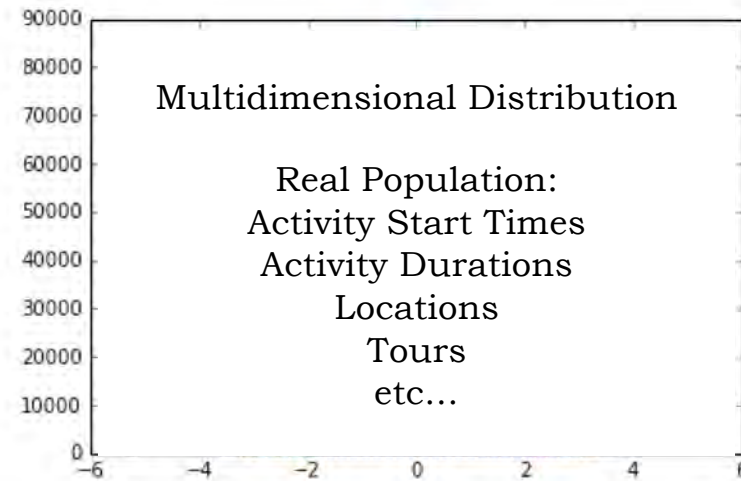 90000
80000
70000
60000
50000
40000
30000
20000
10000
0
Multidimensional Distribution
Real Population:
Activity Start Times
Activity Durations
Locations
Tours
etc...
−6 −4 −2 0 2 4 6